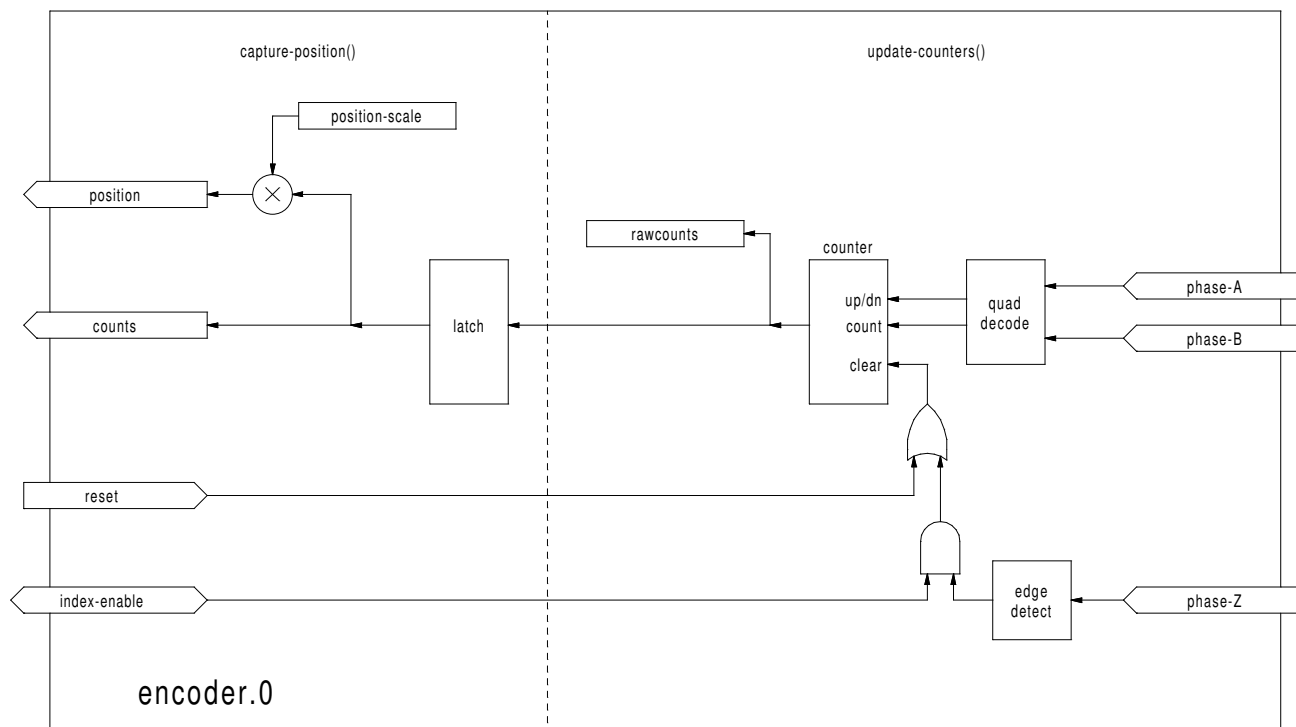 capture-position()
update-counters()
position-scale
position
rawcounts
counter
phase-A
up/dn
quad
decode
counts
latch
count
phase-B
clear
reset
index-enable
edge
detect
phase-Z
encoder.0